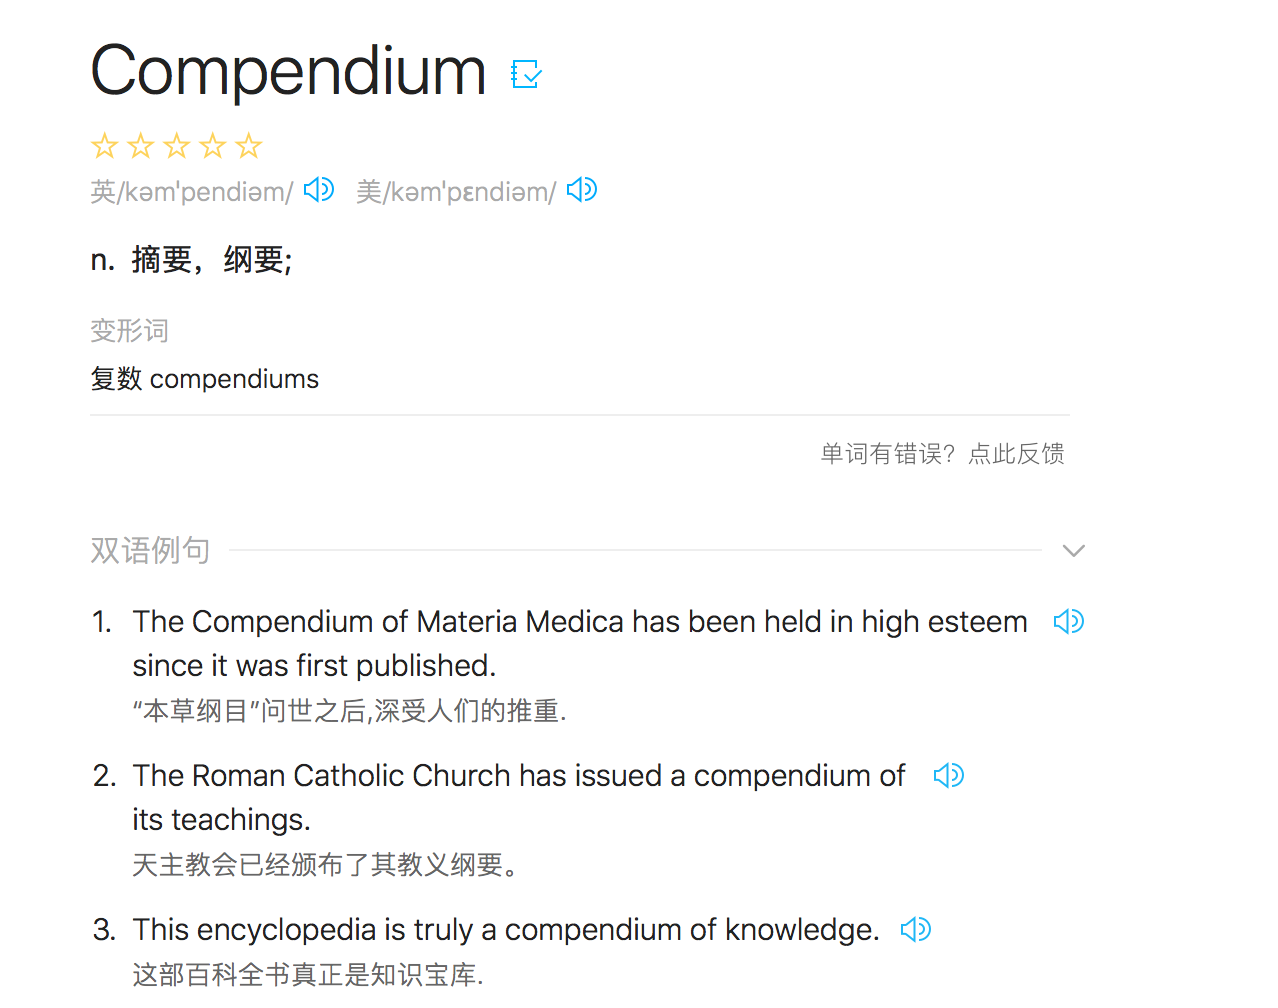 Compendium
英/kəm'pendiəm/ 美/kəm'pɛndiəm/
n. 摘要，纲要;
变形词
复数 compendiums
单词有错误？点此反馈
双语例句
1. The Compendium of Materia Medica has been held in high esteem
since it was first published.
“本草纲目”问世之后,深受人们的推重.
2. The Roman Catholic Church has issued a compendium of
its teachings.
天主教会已经颁布了其教义纲要。
3. This encyclopedia is truly a compendium of knowledge.
这部百科全书真正是知识宝库.